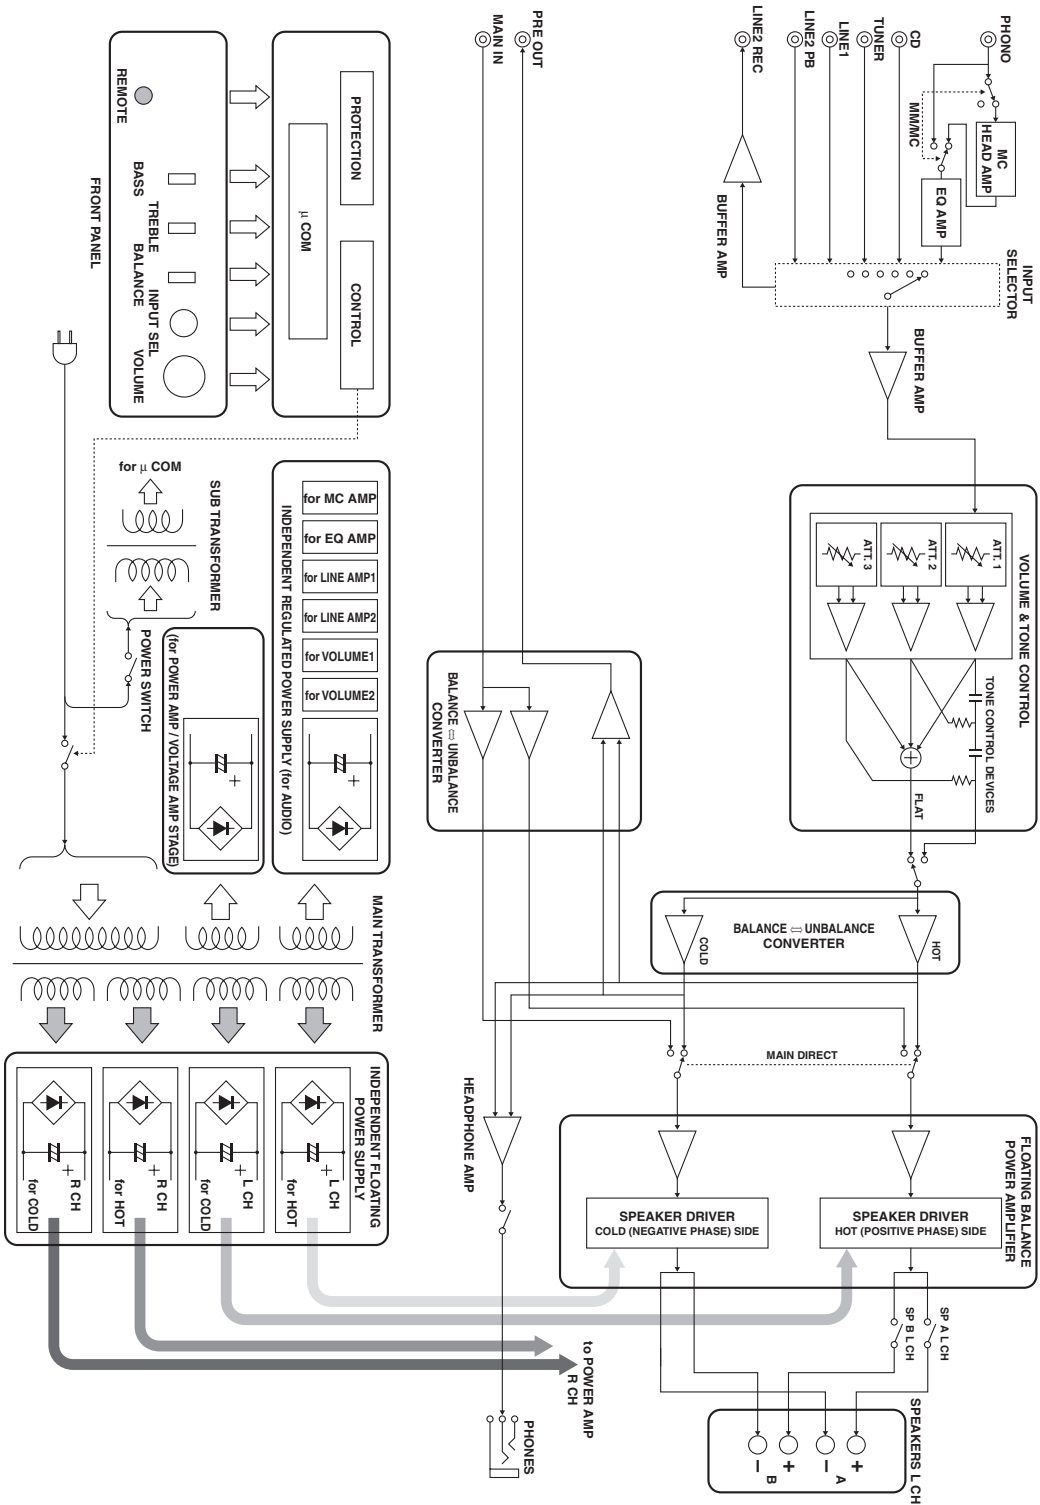 PHONO
CD
TUNER
LINE1
LINE2 PB
LINE2 REC
MM/MC
MC
HEAD AMP
EQ AMP
INPUT
SELECTOR
BUFFER AMP
BUFFER AMP
VOLUME & TONE CONTROL
ATT. 1
ATT. 2
ATT. 3
TONE CONTROL DEVICES
FLAT
BALANCE ⇔ UNBALANCE
CONVERTER
HOT
COLD
MAIN DIRECT
FLOATING BALANCE
POWER AMPLIFIER
SPEAKER DRIVER
HOT (POSITIVE PHASE) SIDE
SPEAKER DRIVER
COLD (NEGATIVE PHASE) SIDE
SP A L CH
SP B L CH
SPEAKERS L CH
+
−
A
+
−
B
PRE OUT
MAIN IN
BALANCE ⇔ UNBALANCE
CONVERTER
HEADPHONE AMP
PHONES
to POWER AMP
R CH
PROTECTION
CONTROL
µ COM
REMOTE
BASS
TREBLE
BALANCE
INPUT SEL
VOLUME
FRONT PANEL
for µ COM
SUB TRANSFORMER
POWER SWITCH
for MC AMP
for EQ AMP
for LINE AMP1
for LINE AMP2
for VOLUME1
for VOLUME2
+
INDEPENDENT REGULATED POWER SUPPLY (for AUDIO)
+
(for POWER AMP / VOLTAGE AMP STAGE)
MAIN TRANSFORMER
INDEPENDENT FLOATING
POWER SUPPLY
+
L CH
for HOT
+
L CH
for COLD
+
R CH
for HOT
+
R CH
for COLD